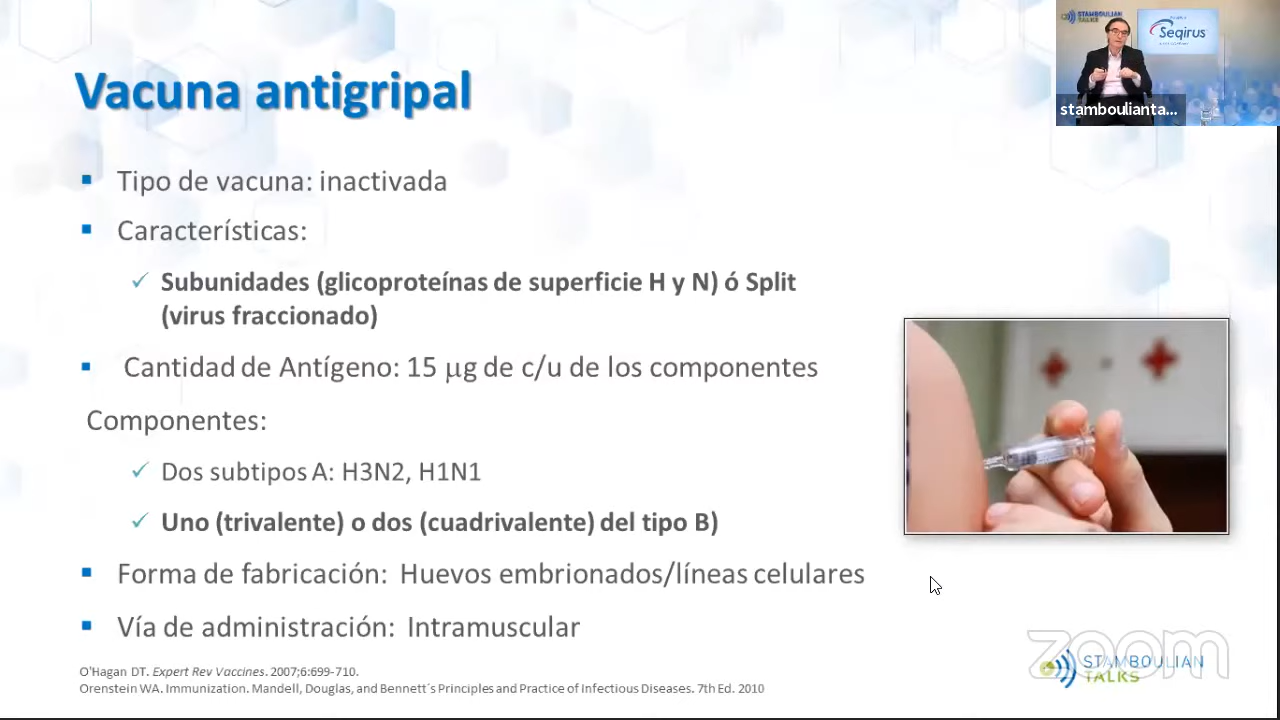 STAMBOULIAN
TALKS
Seqirus
stamboulianta...
Vacuna antigripal
Tipo de vacuna: inactivada
Características:
Subunidades (glicoproteínas de superficie H y N) ó Split
(virus fraccionado)
Cantidad de Antígeno: 15 μg de c/u de los componentes
Componentes:
Dos subtipos A: H3N2, H1N1
Uno (trivalente) o dos (cuadrivalente) del tipo B)
Forma de fabricación: Huevos embrionados/líneas celulares
Vía de administración: Intramuscular
O'Hagan DT. Expert Rev Vaccines. 2007;6:699-710.
Orenstein WA. Immunization. Mandell, Douglas, and Bennett´s Principles and Practice of Infectious Diseases. 7th Ed. 2010
zoom
STAMBOULIAN
TALKS